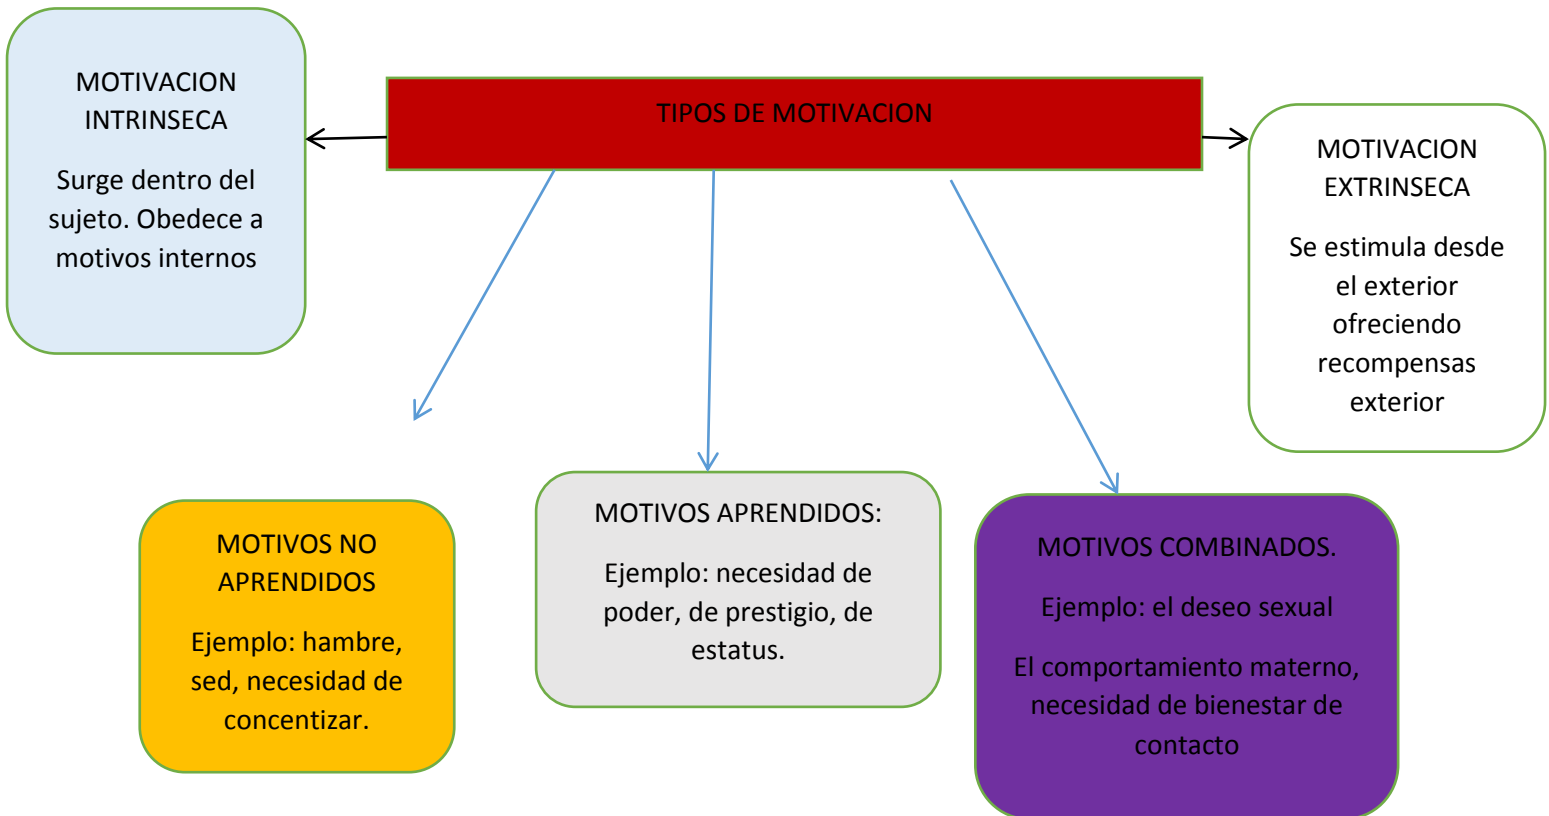 TIPOS DE MOTIVACION
MOTIVACION
INTRINSECA
Surge dentro del
sujeto. Obedece a
motivos internos
MOTIVACION
EXTRINSECA
Se estimula desde
el exterior
ofreciendo
recompensas
exterior
MOTIVOS NO
APRENDIDOS
Ejemplo: hambre,
sed, necesidad de
concentizar.
MOTIVOS APRENDIDOS:
Ejemplo: necesidad de
poder, de prestigio, de
estatus.
MOTIVOS COMBINADOS.
Ejemplo: el deseo sexual
El comportamiento materno,
necesidad de bienestar de
contacto